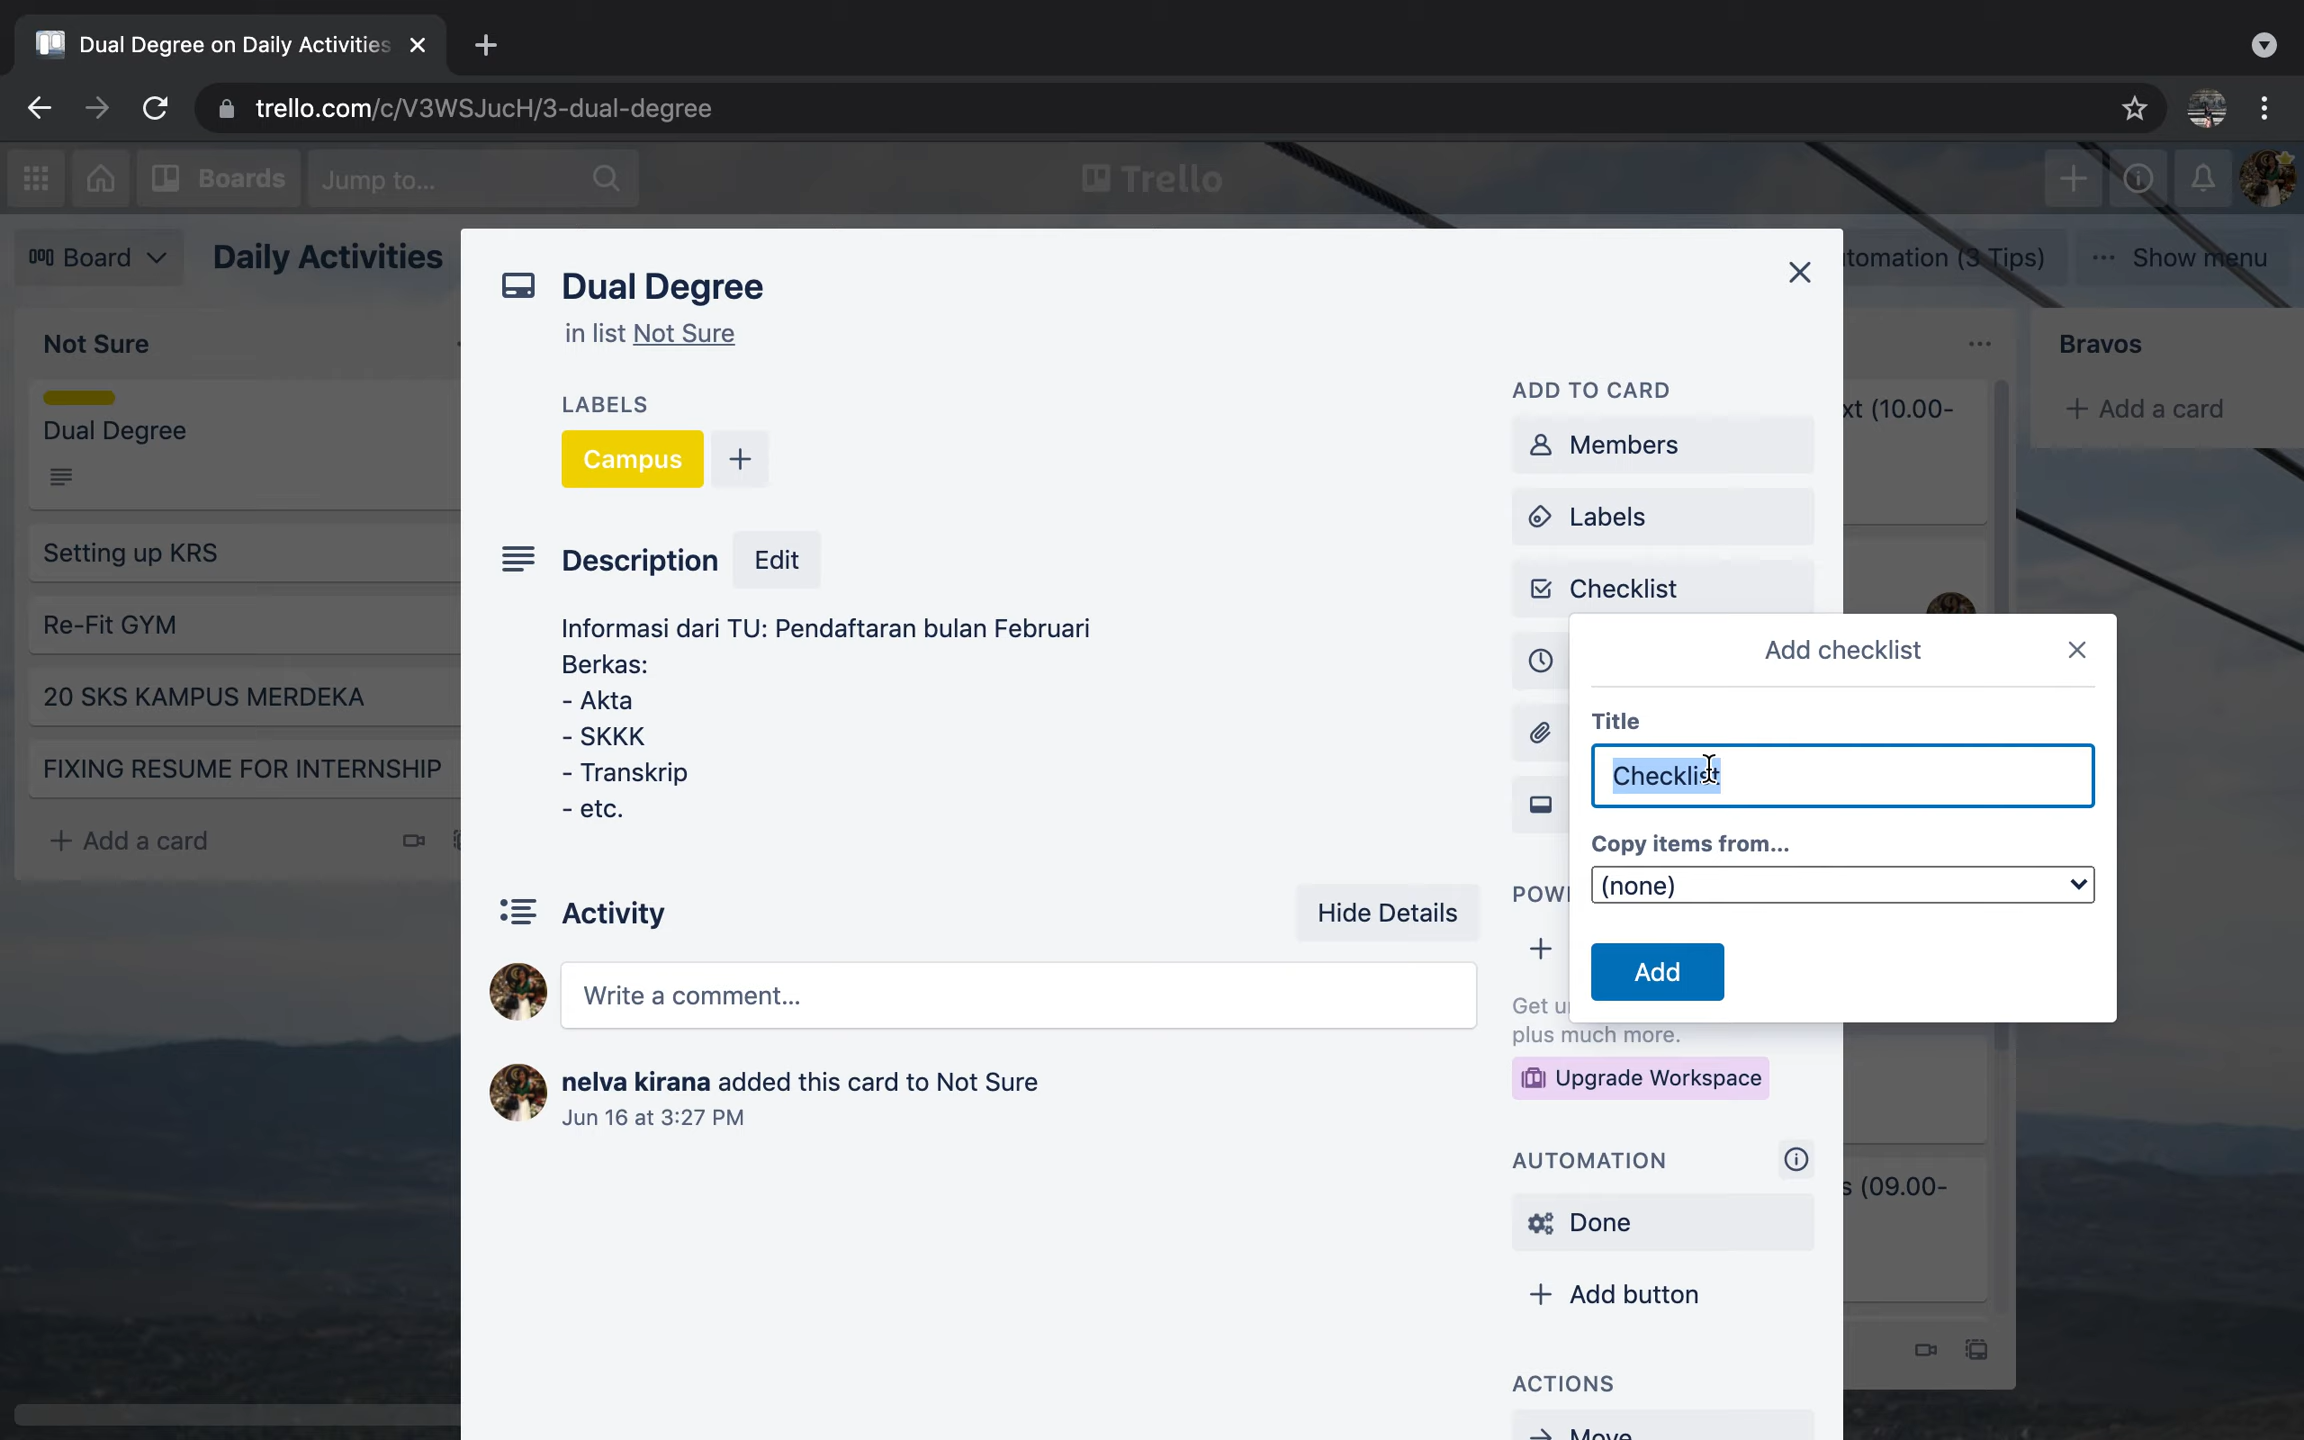 Dual Degree on Daily Activities
trello.com/c/V3WSJucH/3-dual-degree
Boards
Jump to...
Trello
Board
Daily Activities
tomation (3 Tips)
Show menu
Not Sure
Dual Degree
Setting up KRS
Re-Fit GYM
20 SKS KAMPUS MERDEKA
FIXING RESUME FOR INTERNSHIP
+ Add a card
Dual Degree
in list Not Sure
LABELS
Campus
+
Description
Edit
Informasi dari TU: Pendaftaran bulan Februari
Berkas:
- Akta
- SKKK
- Transkrip
- etc.
Activity
Hide Details
Write a comment...
nelva kirana added this card to Not Sure
Jun 16 at 3:27 PM
ADD TO CARD
Members
Labels
Checklist
Add checklist
Title
Checklist
Copy items from...
(none)
Add
POW
+
Get u
plus much more.
Upgrade Workspace
AUTOMATION
Done
+ Add button
ACTIONS
Move
xt (10.00-
s (09.00-
Bravos
+ Add a card